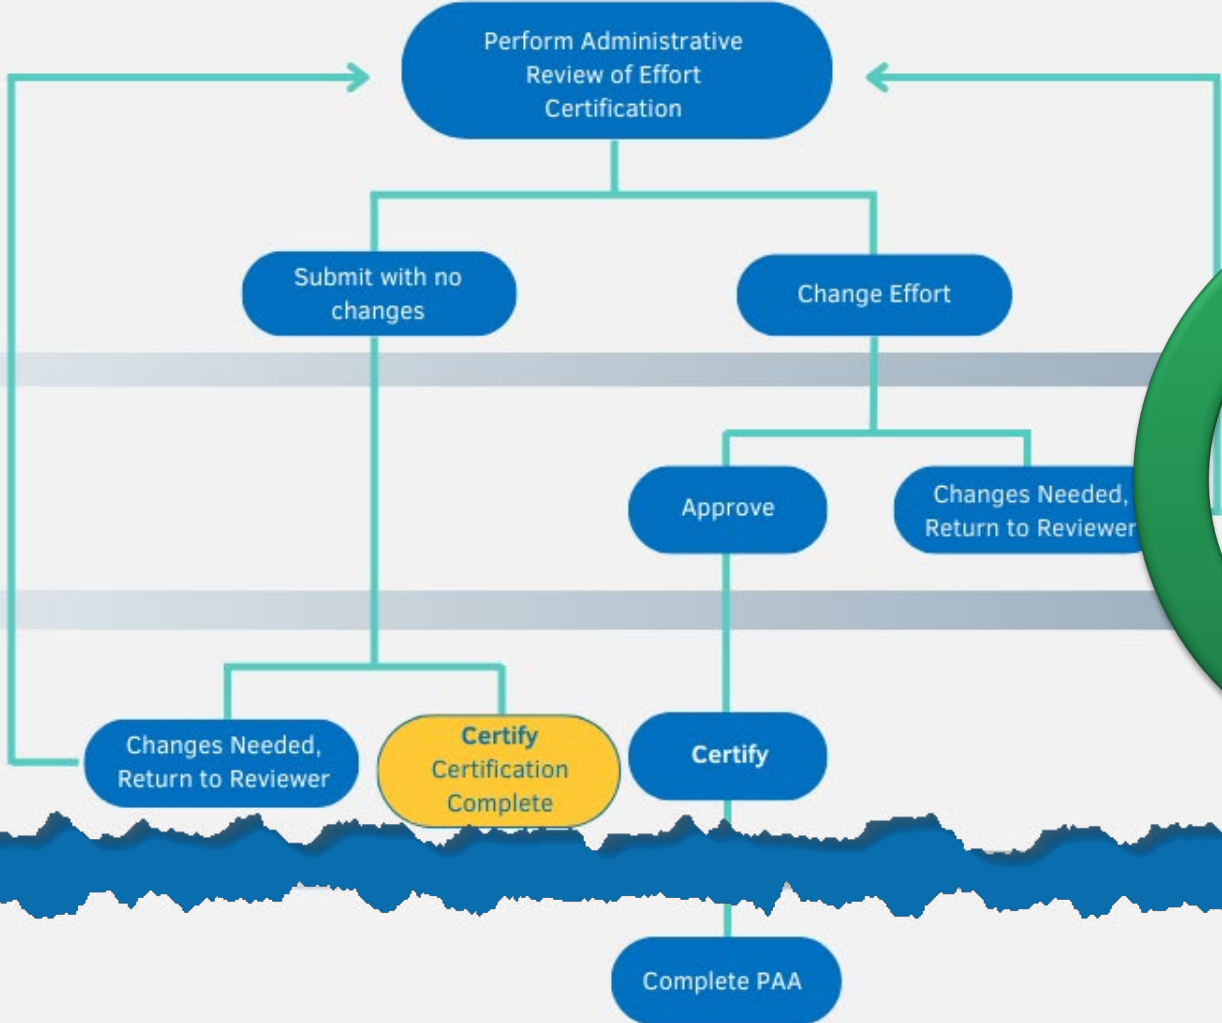 Perform Administrative
Review of Effort
Certification
Submit with no
changes
Change Effort
Approve
Changes Needed,
Return to Reviewer
Changes Needed,
Return to Reviewer
Certify
Certification
Complete
Certify
Complete PAA